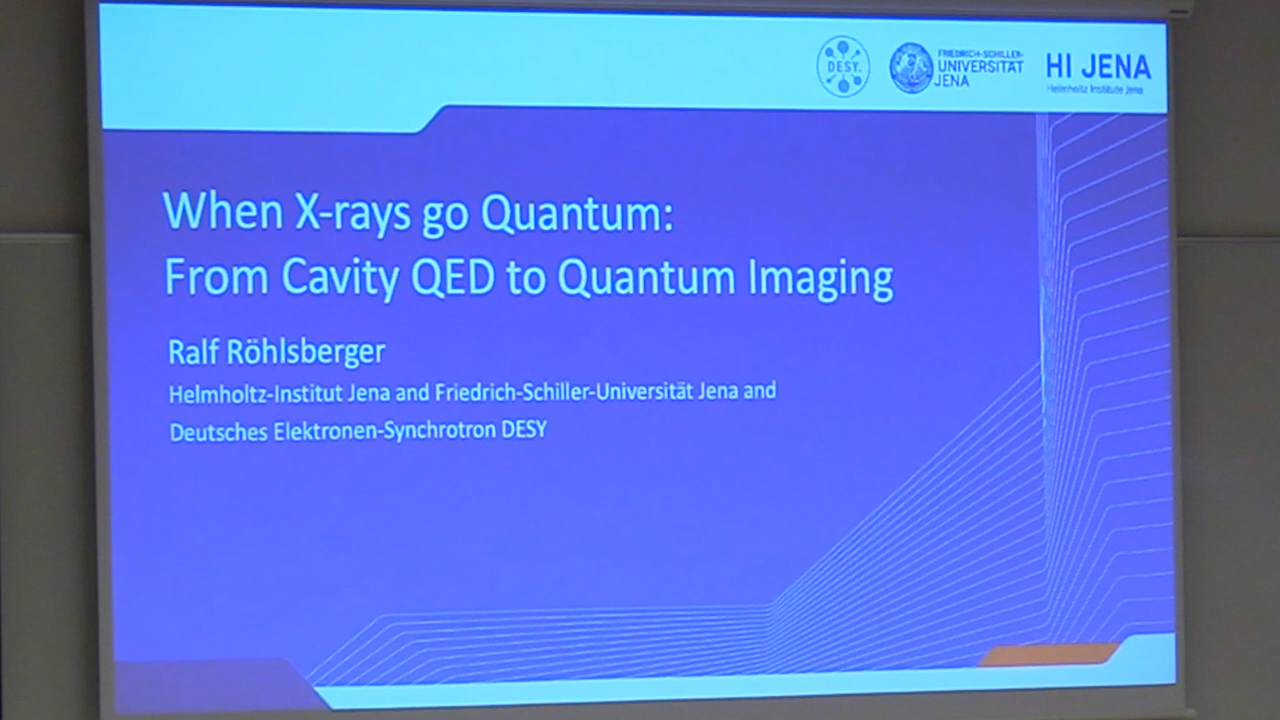 DESY.
FRIEDRICH-SCHILLER-
UNIVERSITÄT
JENA
HI JENA
Helmholtz Institute Jena
When X-rays go Quantum:
From Cavity QED to Quantum Imaging
Ralf Röhlsberger
Helmholtz-Institut Jena and Friedrich-Schiller-Universität Jena and
Deutsches Elektronen-Synchrotron DESY